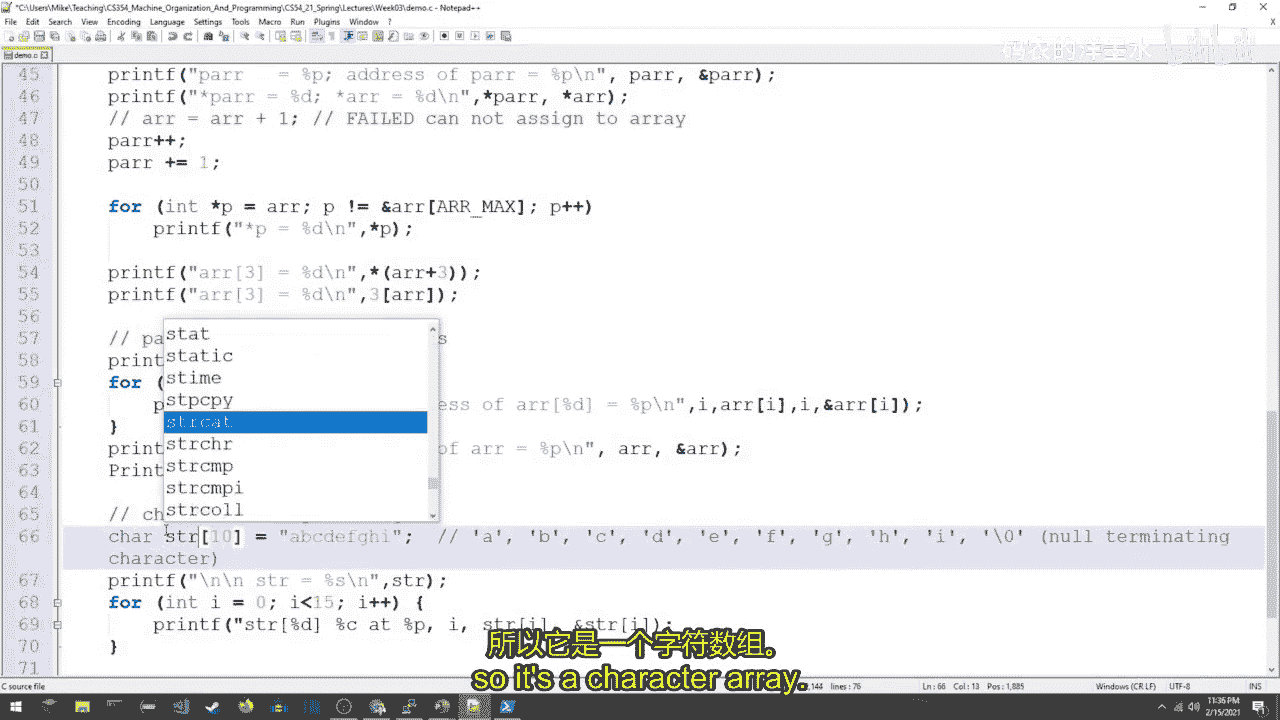 *C:\Users\Mike\Teaching\CS354_Machine_Organization_And_Programming\CS54_21_Spring\Lectures\Week03\demo.c - Notepad++
File Edit Search View Encoding Language Settings Tools Macro Run Plugins Window ?
demo.c
45 printf("parr   = %p; address of parr = %p\n", parr, &parr);
46 printf("*parr = %d; *arr = %d\n",*parr, *arr);
47 // arr = arr + 1; // FAILED can not assign to array
48 parr++;
49 parr += 1;
50
51 for (int *p = arr; p != &arr[ARR_MAX]; p++)
52 printf("*p = %d\n",*p);
53
54 printf("arr[3] = %d\n",*(arr+3));
55 printf("arr[3] = %d\n",3[arr]);
56
57 // pa s
58 print
59 for (
60 p ess of arr[%d] = %p\n",i,arr[i],i,&arr[i]);
61 }
62 print of arr = %p\n", arr, &arr);
Print
64
65 // ch
66 char str[10] = "abcdefghi";  // 'a', 'b', 'c', 'd', 'e', 'f', 'g', 'h', 'i', '\0' (null terminating
character)
67 printf("\n\n str = %s\n",str);
68 for (int i = 0; i<15; i++) {
69 printf("str[%d] %c at %p, i, str[i], &str[i]);
70 }
71
stat
static
stime
stpcpy
strcat
strchr
strcmp
strcmpi
strcoll
所以它是一个字符数组。
so it's a character array.
C source file
lines : 76
Ln : 66 Col : 13 Pos : 1,885
Windows (CR LF)
UTF-8
INS
11:36 PM
2/15/2021